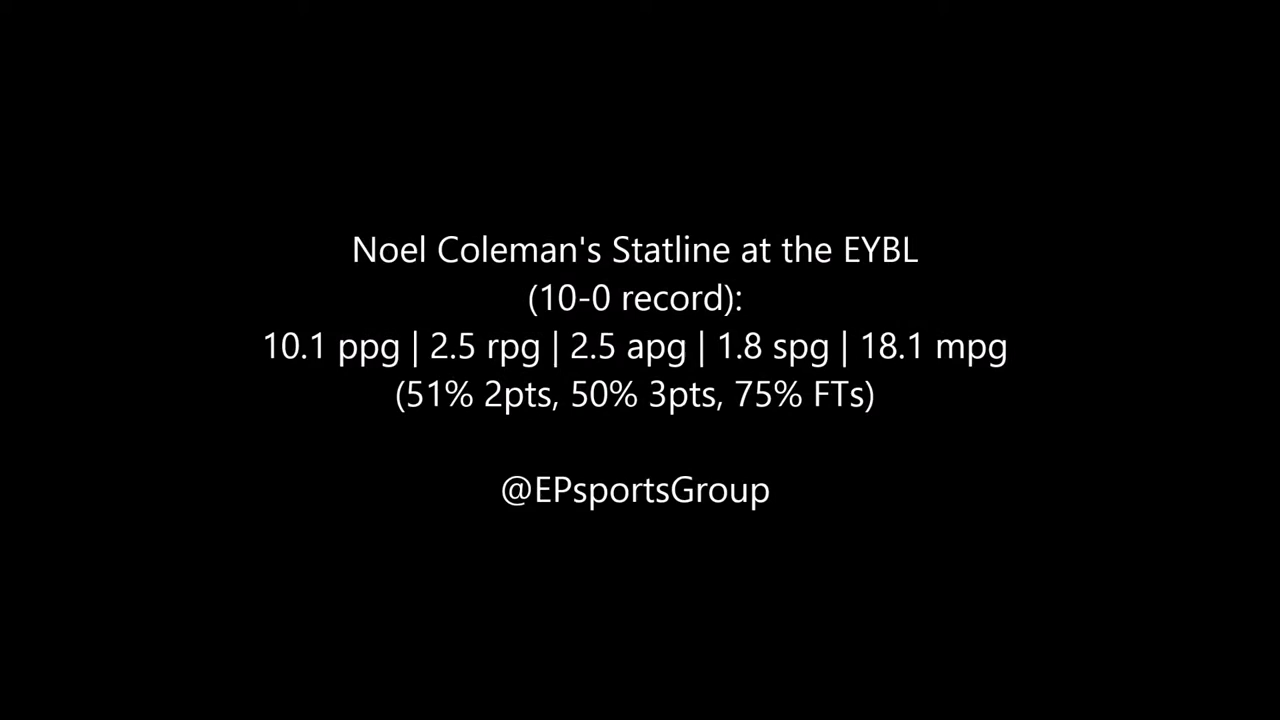 Noel Coleman's Statline at the EYBL
(10-0 record):
10.1 ppg | 2.5 rpg | 2.5 apg | 1.8 spg | 18.1 mpg
(51% 2pts, 50% 3pts, 75% FTs)
@EPsportsGroup